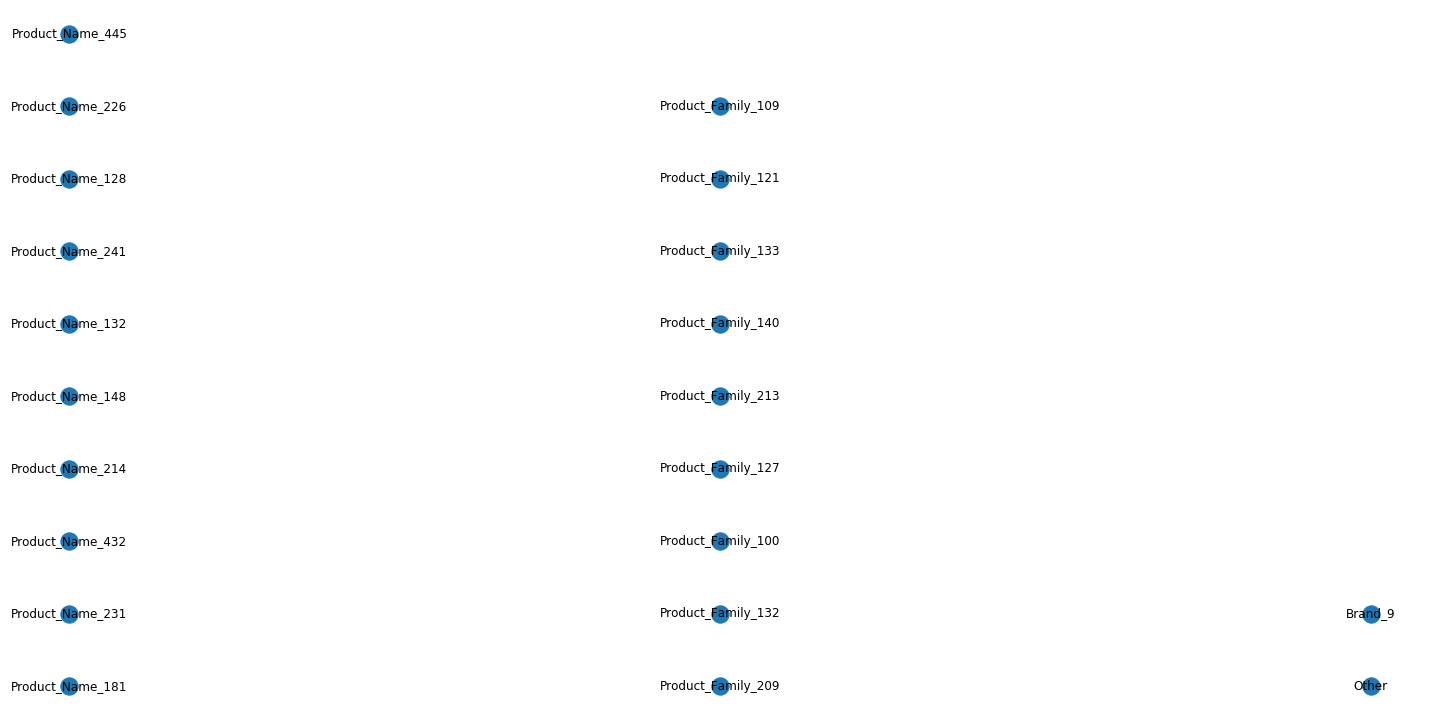 Product_Name_445
Product_Name_226
Product_Family_109
Product_Name_128
Product_Family_121
Product_Name_241
Product_Family_133
Product_Name_132
Product_Family_140
Product_Name_148
Product_Family_213
Product_Name_214
Product_Family_127
Product_Name_432
Product_Family_100
Product_Name_231
Product_Family_132
Brand_9
Product_Name_181
Product_Family_209
Other